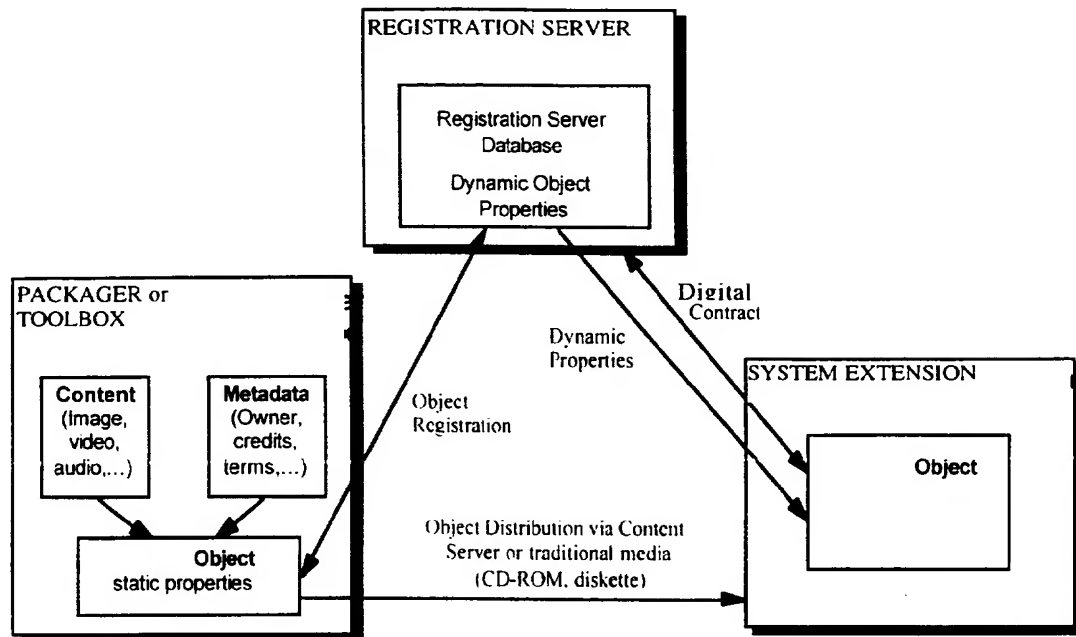 REGISTRATION SERVER
Registration Server
Database
Dynamic Object
Properties
PACKAGER or
TOOLBOX
Content
(Image,
video,
audio,...)
Metadata
(Owner,
credits,
terms,...)
Object
static properties
Object
Registration
Dynamic
Properties
Digital
Contract
SYSTEM EXTENSION
Object
Object Distribution via Content
Server or traditional media
(CD-ROM, diskette)